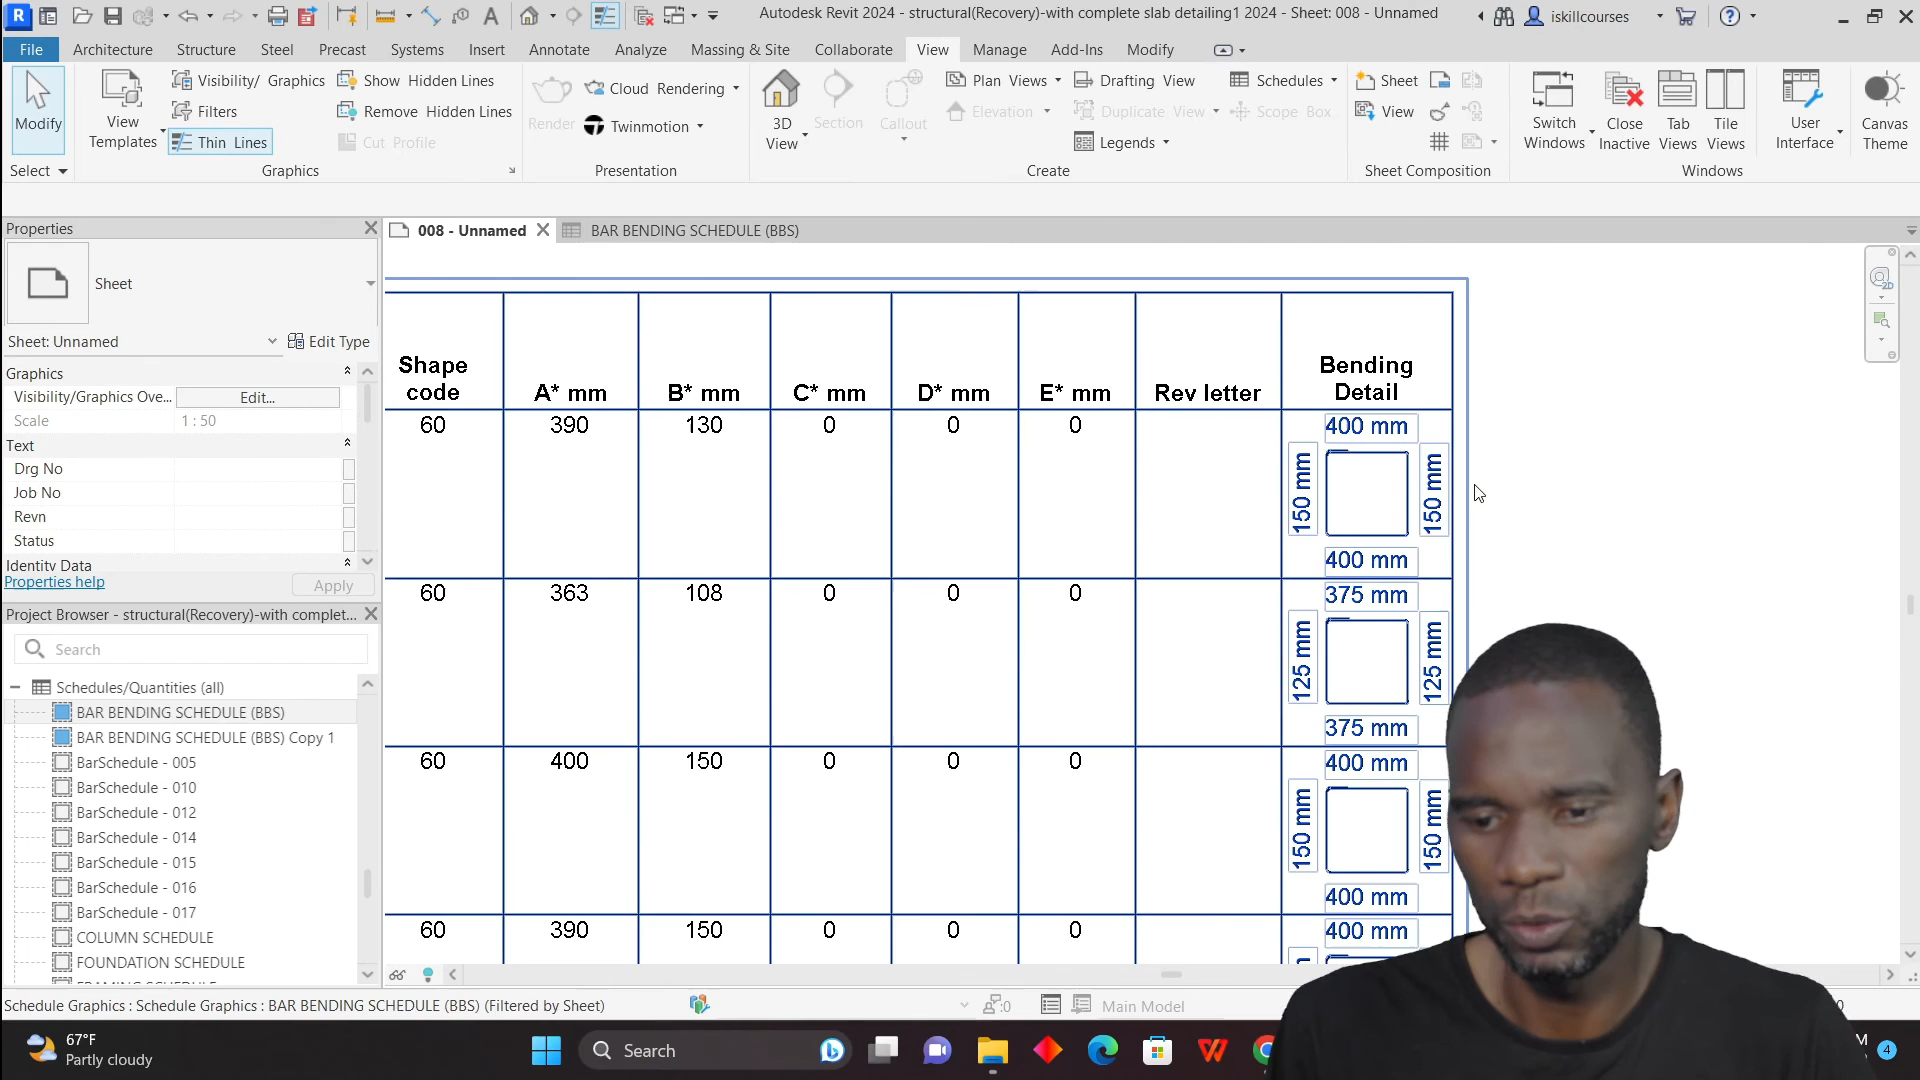 Autodesk Revit 2024 - structural(Recovery)-with complete slab detailing1 2024 - Sheet: 008 - Unnamed
iskillcourses
File Architecture Structure Steel Precast Systems Insert Annotate Analyze Massing & Site Collaborate View Manage Add-Ins Modify
Modify
View Templates
Visibility/ Graphics
Filters
Thin Lines
Show Hidden Lines
Remove Hidden Lines
Cut Profile
Render
Cloud Rendering
Twinmotion
3D View
Section
Callout
Plan Views
Elevation
Drafting View
Duplicate View
Legends
Schedules
Scope Box
Sheet
View
Switch Windows
Close Inactive
Tab Views
Tile Views
User Interface
Canvas Theme
Select Graphics Presentation Create Sheet Composition Windows
Properties
008 - Unnamed BAR BENDING SCHEDULE (BBS)
Sheet
Sheet: Unnamed Edit Type
Graphics
Visibility/Graphics Ove... Edit...
Scale 1 : 50
Text
Drg No
Job No
Revn
Status
Identity Data
Properties help Apply
Project Browser - structural(Recovery)-with complet...
Search
Schedules/Quantities (all)
BAR BENDING SCHEDULE (BBS)
BAR BENDING SCHEDULE (BBS) Copy 1
BarSchedule - 005
BarSchedule - 010
BarSchedule - 012
BarSchedule - 014
BarSchedule - 015
BarSchedule - 016
BarSchedule - 017
COLUMN SCHEDULE
FOUNDATION SCHEDULE
Shape code A* mm B* mm C* mm D* mm E* mm Rev letter Bending Detail
60 390 130 0 0 0 400 mm
150 mm 150 mm
400 mm
60 363 108 0 0 0 375 mm
125 mm 125 mm
375 mm
60 400 150 0 0 0 400 mm
150 mm 150 mm
400 mm
60 390 150 0 0 0 400 mm
Schedule Graphics : Schedule Graphics : BAR BENDING SCHEDULE (BBS) (Filtered by Sheet)
:0
Main Model
67°F
Partly cloudy
Search
4